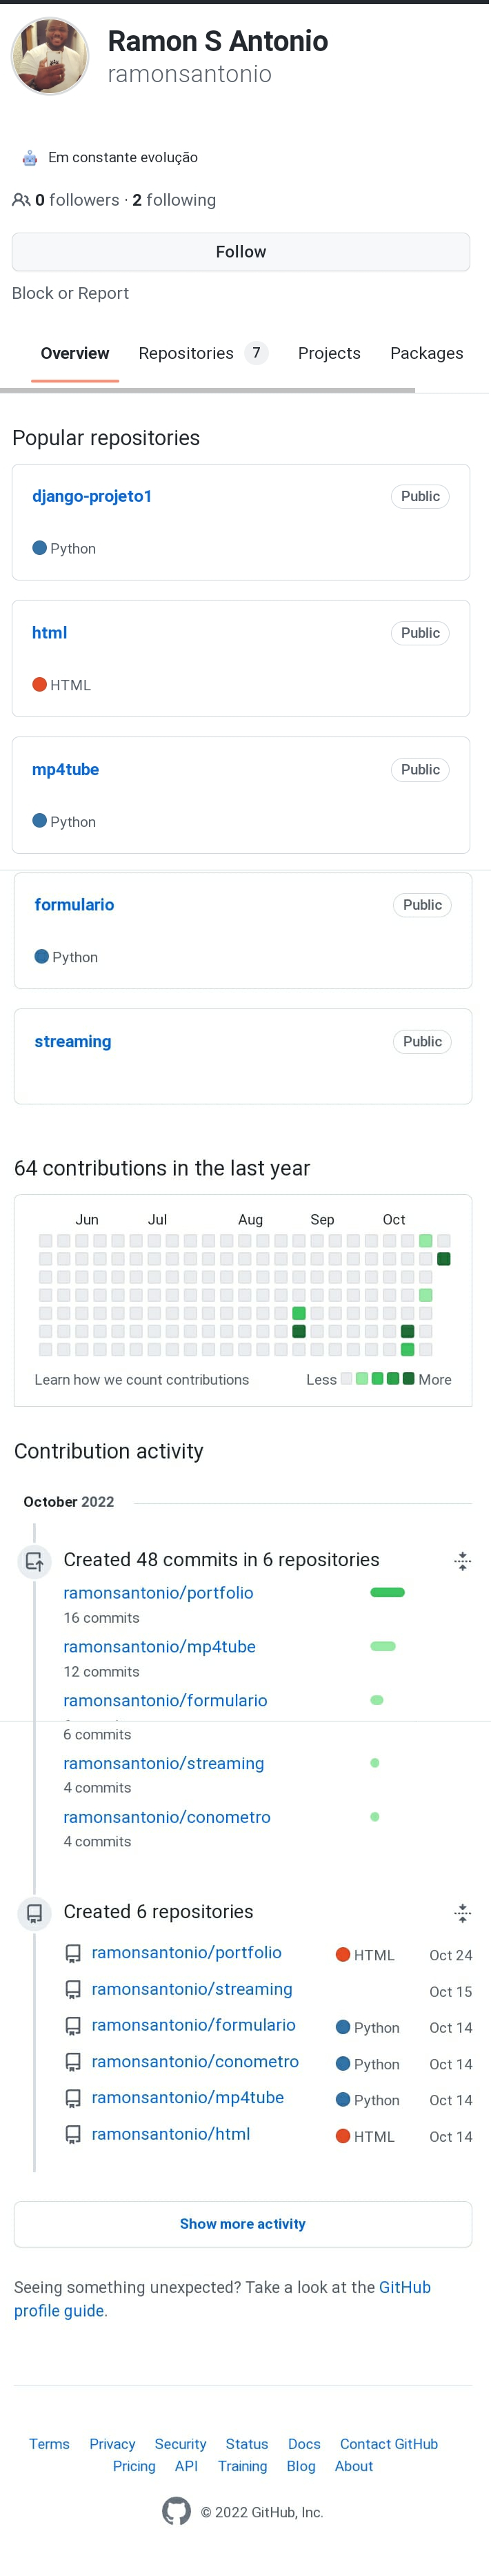 Ramon S Antonio
ramonsantonio
Em constante evolução
0 followers · 2 following
Follow
Block or Report
Overview Repositories 7 Projects Packages
Popular repositories
django-projeto1 Public
Python
html Public
HTML
mp4tube Public
Python
formulario Public
Python
streaming Public
64 contributions in the last year
Jun Jul Aug Sep Oct
Learn how we count contributions Less More
Contribution activity
October 2022
Created 48 commits in 6 repositories
ramonsantonio/portfolio
16 commits
ramonsantonio/mp4tube
12 commits
ramonsantonio/formulario
6 commits
ramonsantonio/streaming
4 commits
ramonsantonio/conometro
4 commits
Created 6 repositories
ramonsantonio/portfolio HTML Oct 24
ramonsantonio/streaming Oct 15
ramonsantonio/formulario Python Oct 14
ramonsantonio/conometro Python Oct 14
ramonsantonio/mp4tube Python Oct 14
ramonsantonio/html HTML Oct 14
Show more activity
Seeing something unexpected? Take a look at the GitHub
profile guide.
Terms Privacy Security Status Docs Contact GitHub
Pricing API Training Blog About
© 2022 GitHub, Inc.